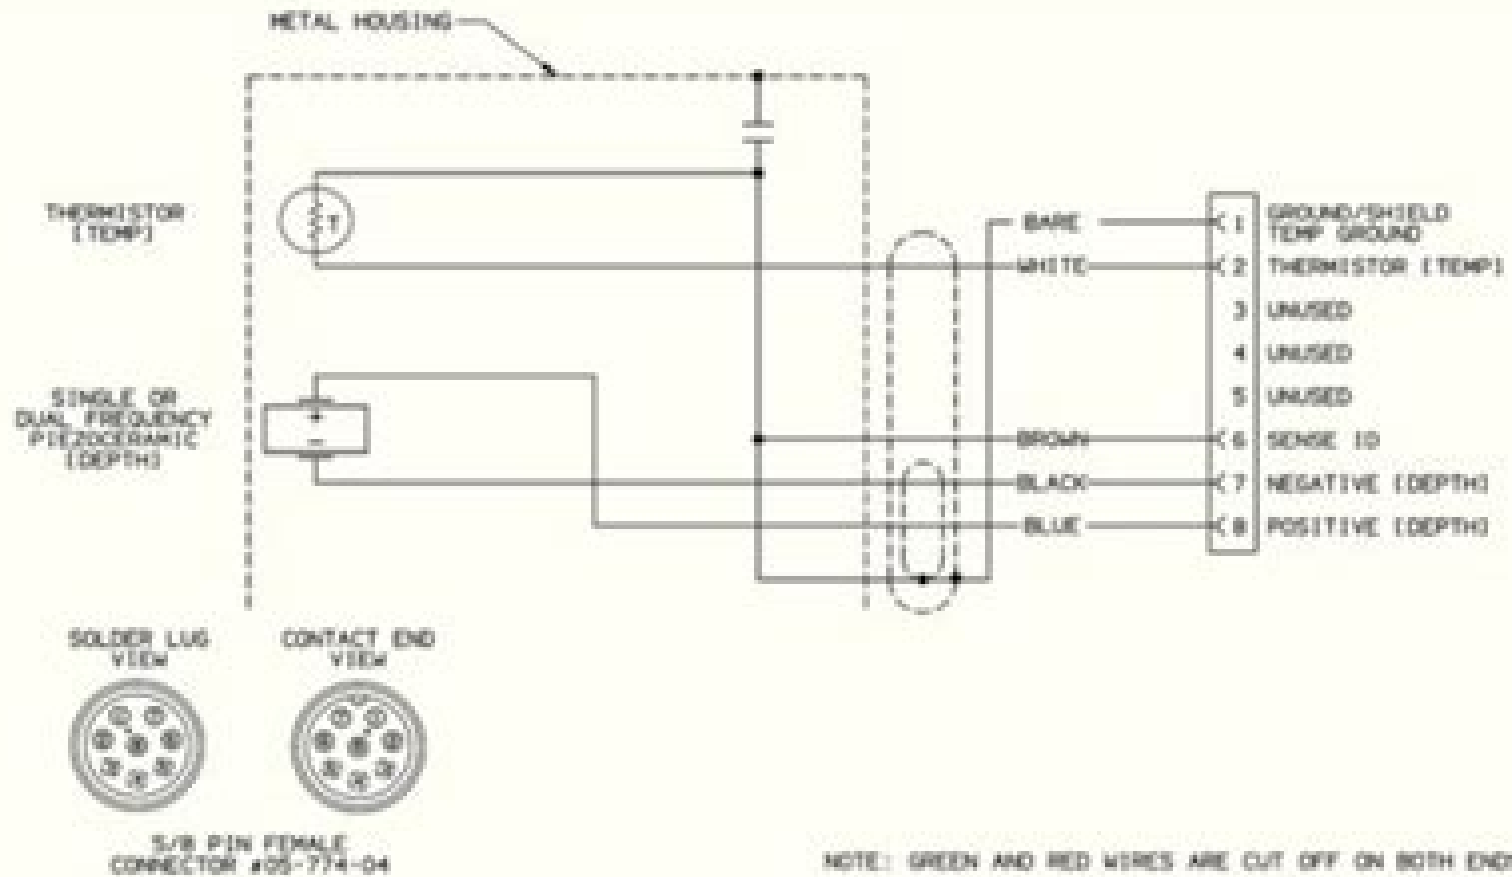 METAL HOUSING
THERMISTOR
[TEMP]
SINGLE OR
DUAL FREQUENCY
PIEZOCERAMIC
[DEPTH]
BARE
WHITE
BROWN
BLACK
BLUE
1 GROUND/SHIELD
TEMP GROUND
2 THERMISTOR [TEMP]
3 UNUSED
4 UNUSED
5 UNUSED
6 SENSE ID
7 NEGATIVE [DEPTH]
8 POSITIVE [DEPTH]
T
+
-
SOLDER LUG
VIEW
CONTACT END
VIEW
PIN FEMALE
CONNECTOR #05-774-04
NOTE: GREEN AND RED WIRES ARE CUT OFF ON BOTH ENDS